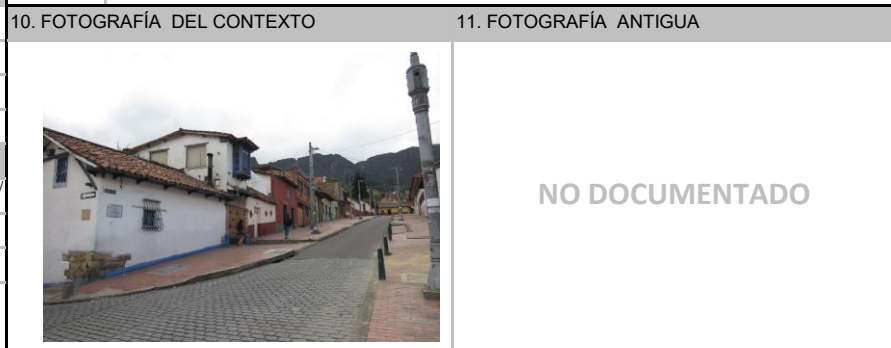 10. FOTOGRAFÍA DEL CONTEXTO
11. FOTOGRAFÍA ANTIGUA
NO DOCUMENTADO